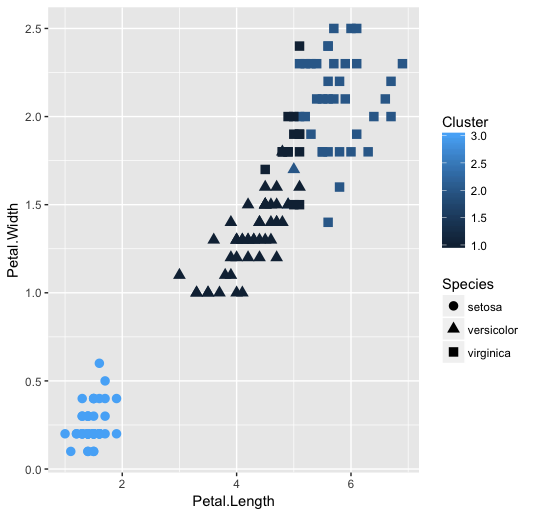 2.5
2.0
1.5
1.0
0.5
0.0
Petal.Width
2
4
6
Petal.Length
Cluster
3.0
2.5
2.0
1.5
1.0
Species
setosa
versicolor
virginica